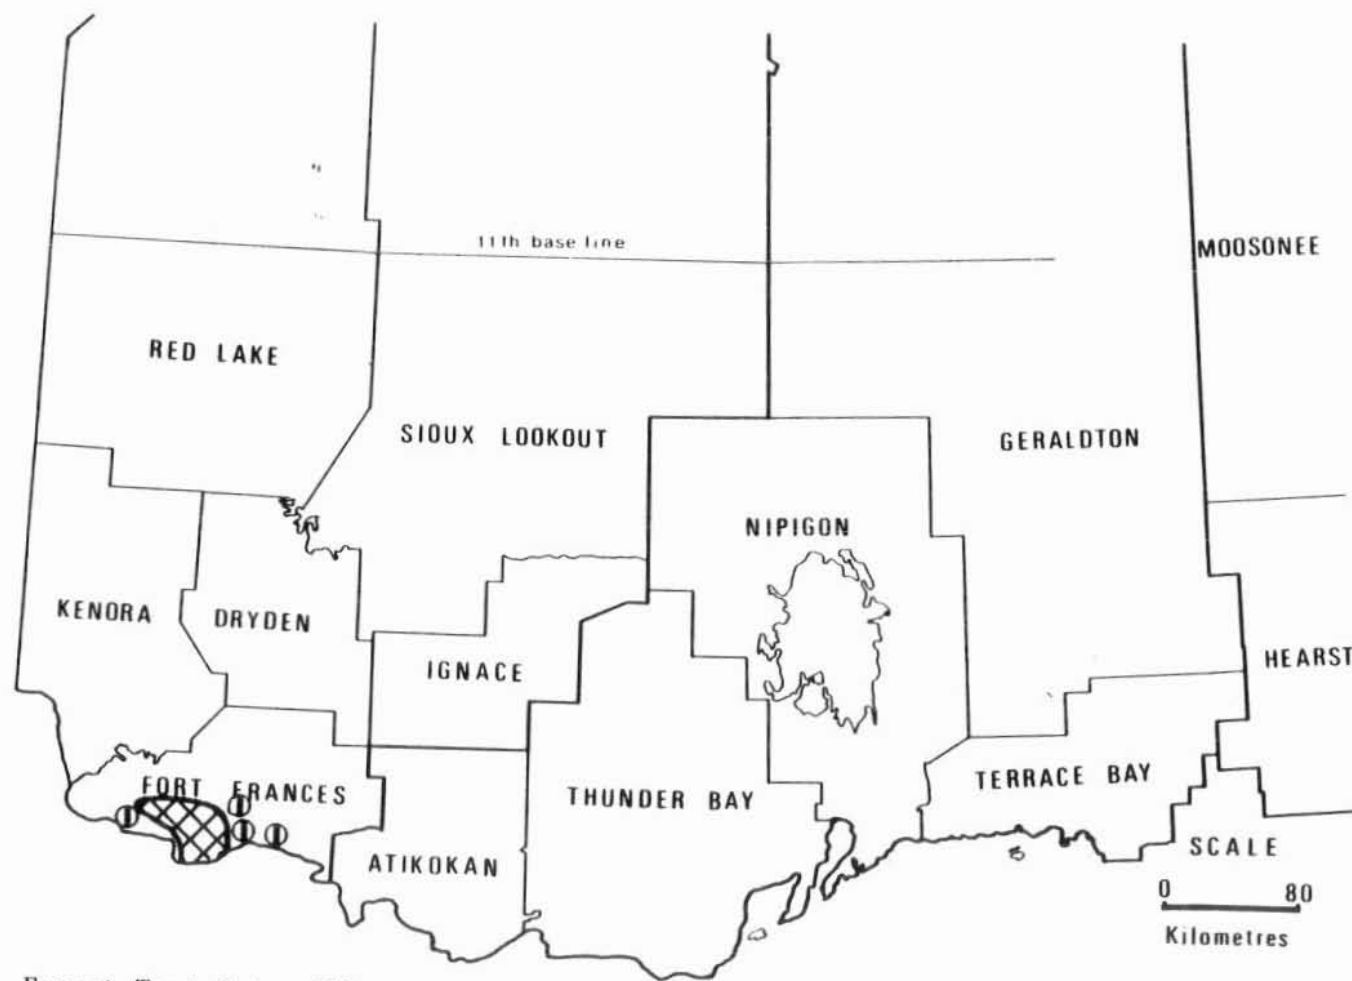 11th base line
MOOSONEE
RED LAKE
SIOUX LOOKOUT
GERALDTON
NIPIGON
KENORA
DRYDEN
IGNACE
HEARST
FORT FRANCES
THUNDER BAY
TERRACE BAY
ATIKOKAN
SCALE
0 80
Kilometres